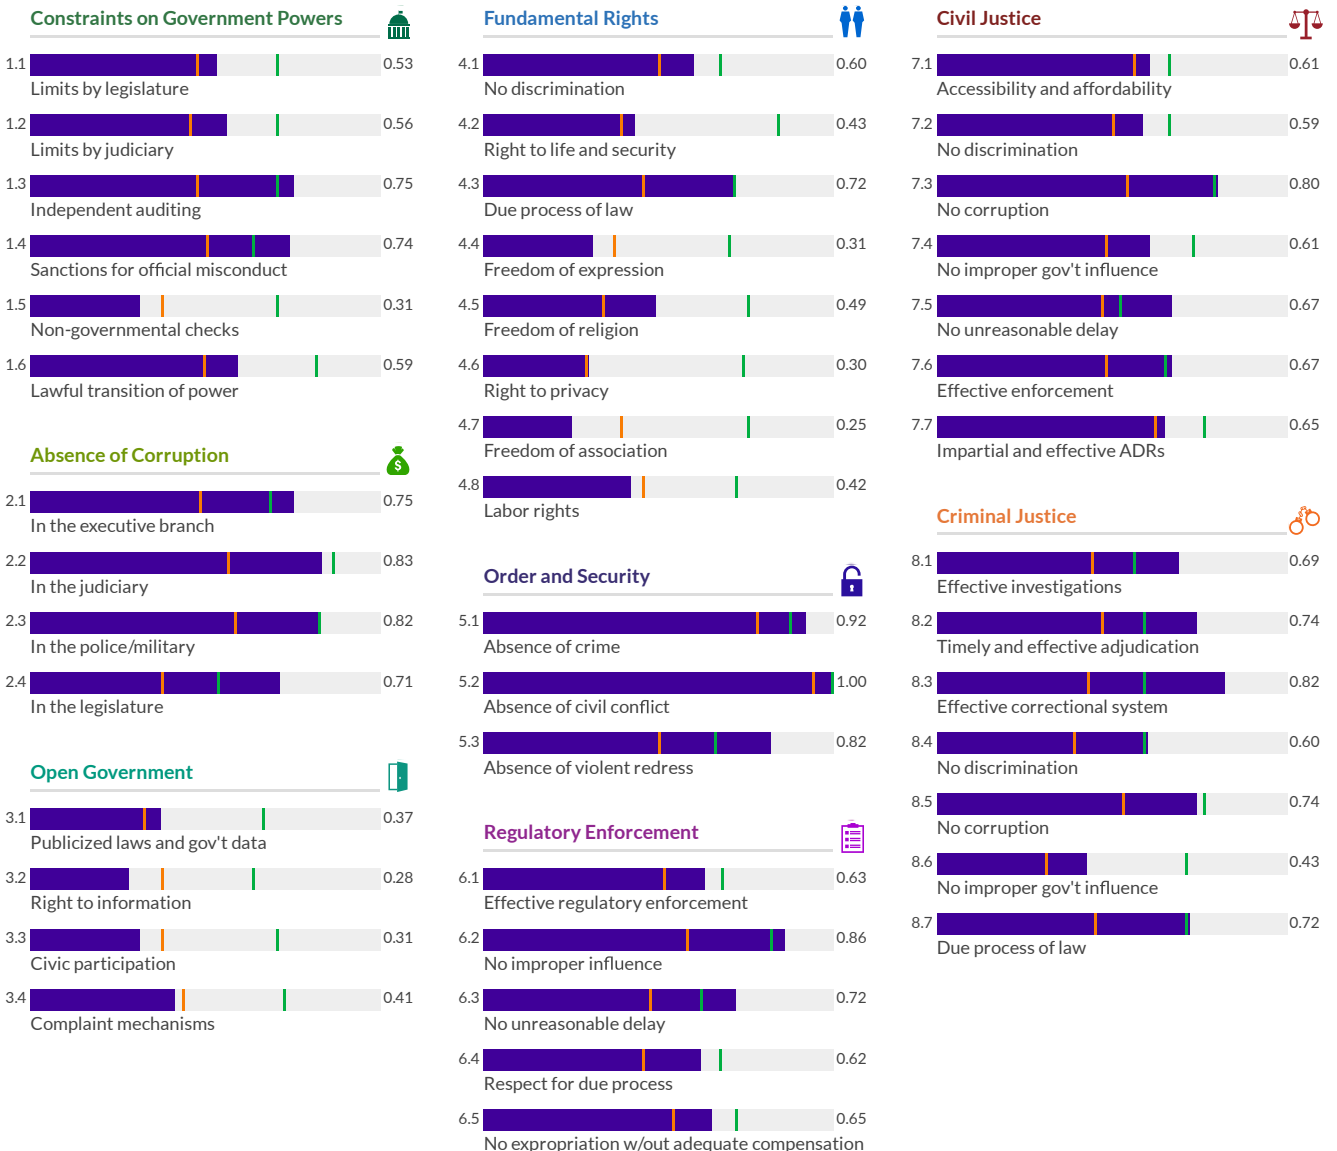 Constraints on Government Powers
1.1 0.53
Limits by legislature
1.2 0.56
Limits by judiciary
1.3 0.75
Independent auditing
1.4 0.74
Sanctions for official misconduct
1.5 0.31
Non-governmental checks
1.6 0.59
Lawful transition of power
Absence of Corruption
$
2.1 0.75
In the executive branch
2.2 0.83
In the judiciary
2.3 0.82
In the police/military
2.4 0.71
In the legislature
Open Government
3.1 0.37
Publicized laws and gov't data
3.2 0.28
Right to information
3.3 0.31
Civic participation
3.4 0.41
Complaint mechanisms
Fundamental Rights
4.1 0.60
No discrimination
4.2 0.43
Right to life and security
4.3 0.72
Due process of law
4.4 0.31
Freedom of expression
4.5 0.49
Freedom of religion
4.6 0.30
Right to privacy
4.7 0.25
Freedom of association
4.8 0.42
Labor rights
Order and Security
5.1 0.92
Absence of crime
5.2 1.00
Absence of civil conflict
5.3 0.82
Absence of violent redress
Regulatory Enforcement
6.1 0.63
Effective regulatory enforcement
6.2 0.86
No improper influence
6.3 0.72
No unreasonable delay
6.4 0.62
Respect for due process
6.5 0.65
No expropriation w/out adequate compensation
Civil Justice
7.1 0.61
Accessibility and affordability
7.2 0.59
No discrimination
7.3 0.80
No corruption
7.4 0.61
No improper gov't influence
7.5 0.67
No unreasonable delay
7.6 0.67
Effective enforcement
7.7 0.65
Impartial and effective ADRs
Criminal Justice
8.1 0.69
Effective investigations
8.2 0.74
Timely and effective adjudication
8.3 0.82
Effective correctional system
8.4 0.60
No discrimination
8.5 0.74
No corruption
8.6 0.43
No improper gov't influence
8.7 0.72
Due process of law